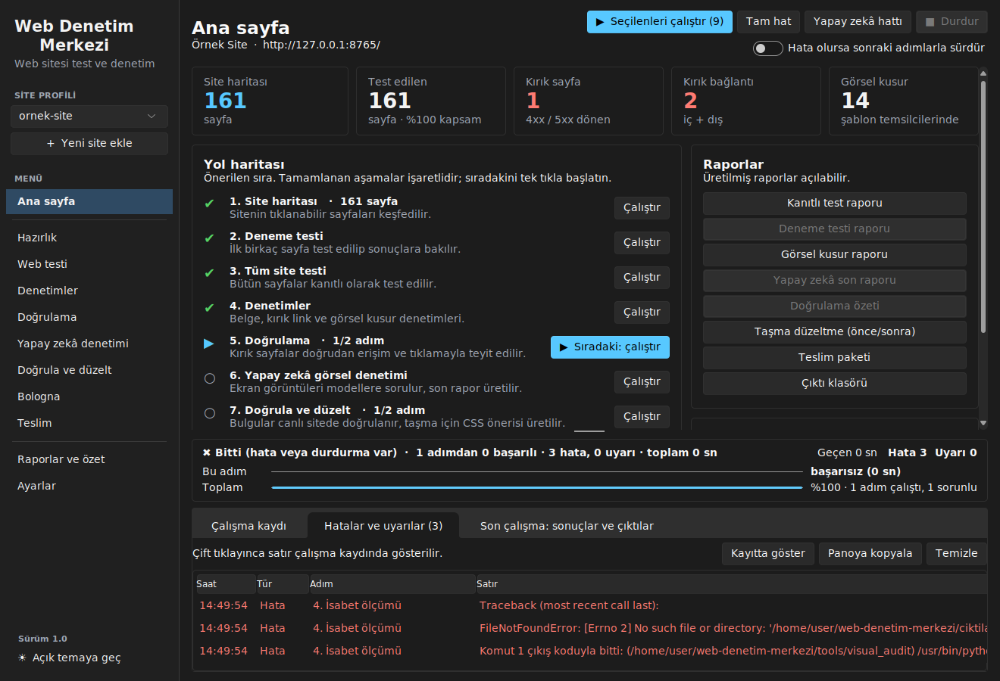 Web Denetim
Merkezi
Web sitesi test ve denetim
SİTE PROFİLİ
ornek-site
+ Yeni site ekle
MENÜ
Ana sayfa
Hazırlık
Web testi
Denetimler
Doğrulama
Yapay zekâ denetimi
Doğrula ve düzelt
Bologna
Teslim
Raporlar ve özet
Ayarlar
Sürüm 1.0
☀ Açık temaya geç
Ana sayfa
Örnek Site · http://127.0.0.1:8765/
▶ Seçilenleri çalıştır (9)
Tam hat
Yapay zekâ hattı
■ Durdur
Hata olursa sonraki adımlarla sürdür
Site haritası
161
sayfa
Test edilen
161
sayfa · %100 kapsam
Kırık sayfa
1
4xx / 5xx dönen
Kırık bağlantı
2
iç + dış
Görsel kusur
14
şablon temsilcilerinde
Yol haritası
Önerilen sıra. Tamamlanan aşamalar işaretlidir; sıradakini tek tıkla başlatın.
✔ 1. Site haritası · 161 sayfa
Sitenin tıklanabilir sayfaları keşfedilir.
Çalıştır
✔ 2. Deneme testi
İlk birkaç sayfa test edilip sonuçlara bakılır.
Çalıştır
✔ 3. Tüm site testi
Bütün sayfalar kanıtlı olarak test edilir.
Çalıştır
✔ 4. Denetimler
Belge, kırık link ve görsel kusur denetimleri.
Çalıştır
▶ 5. Doğrulama · 1/2 adım
Kırık sayfalar doğrudan erişim ve tıklamayla teyit edilir.
▶ Sıradaki: çalıştır
○ 6. Yapay zekâ görsel denetimi
Ekran görüntüleri modellere sorulur, son rapor üretilir.
Çalıştır
○ 7. Doğrula ve düzelt · 1/2 adım
Bulgular canlı sitede doğrulanır, taşma için CSS önerisi üretilir.
Çalıştır
Raporlar
Üretilmiş raporlar açılabilir.
Kanıtlı test raporu
Deneme testi raporu
Görsel kusur raporu
Yapay zekâ son raporu
Doğrulama özeti
Taşma düzeltme (önce/sonra)
Teslim paketi
Çıktı klasörü
✖ Bitti (hata veya durdurma var) · 1 adımdan 0 başarılı · 3 hata, 0 uyarı · toplam 0 sn
Geçen 0 sn Hata 3 Uyarı 0
Bu adım
başarısız (0 sn)
Toplam
%100 · 1 adım çalıştı, 1 sorunlu
Çalışma kaydı
Hatalar ve uyarılar (3)
Son çalışma: sonuçlar ve çıktılar
Çift tıklayınca satır çalışma kaydında gösterilir.
Kayıtta göster
Panoya kopyala
Temizle
Saat Tür Adım Satır
14:49:54 Hata 4. İsabet ölçümü Traceback (most recent call last):
14:49:54 Hata 4. İsabet ölçümü FileNotFoundError: [Errno 2] No such file or directory: '/home/user/web-denetim-merkezi/ciktila
14:49:54 Hata 4. İsabet ölçümü Komut 1 çıkış koduyla bitti: (/home/user/web-denetim-merkezi/tools/visual_audit) /usr/bin/pytho